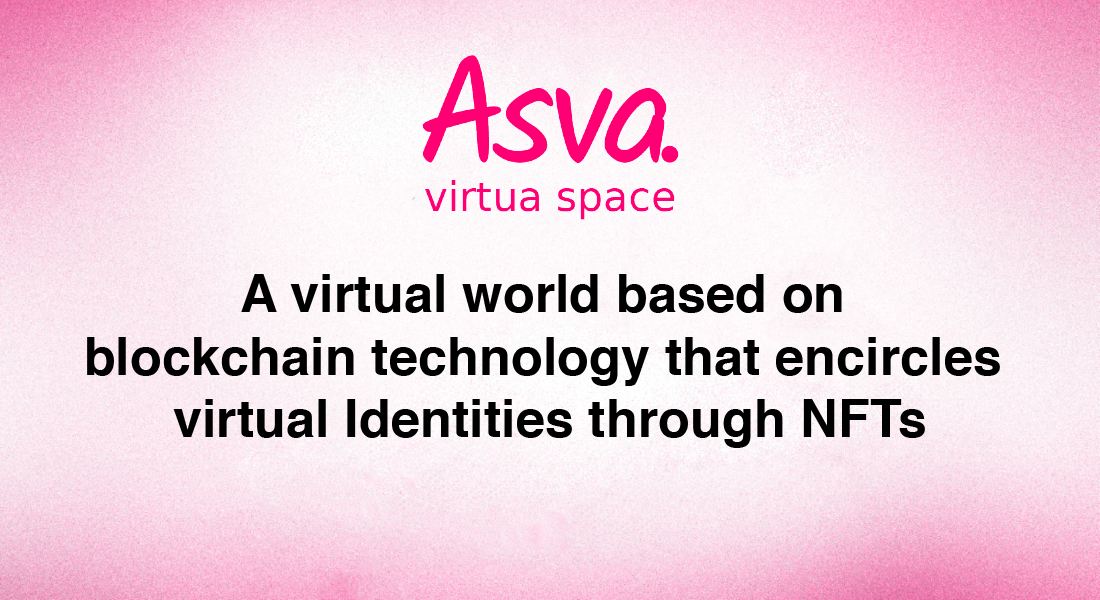 Asva.
virtua space
A virtual world based on
blockchain technology that encircles
virtual Identities through NFTs